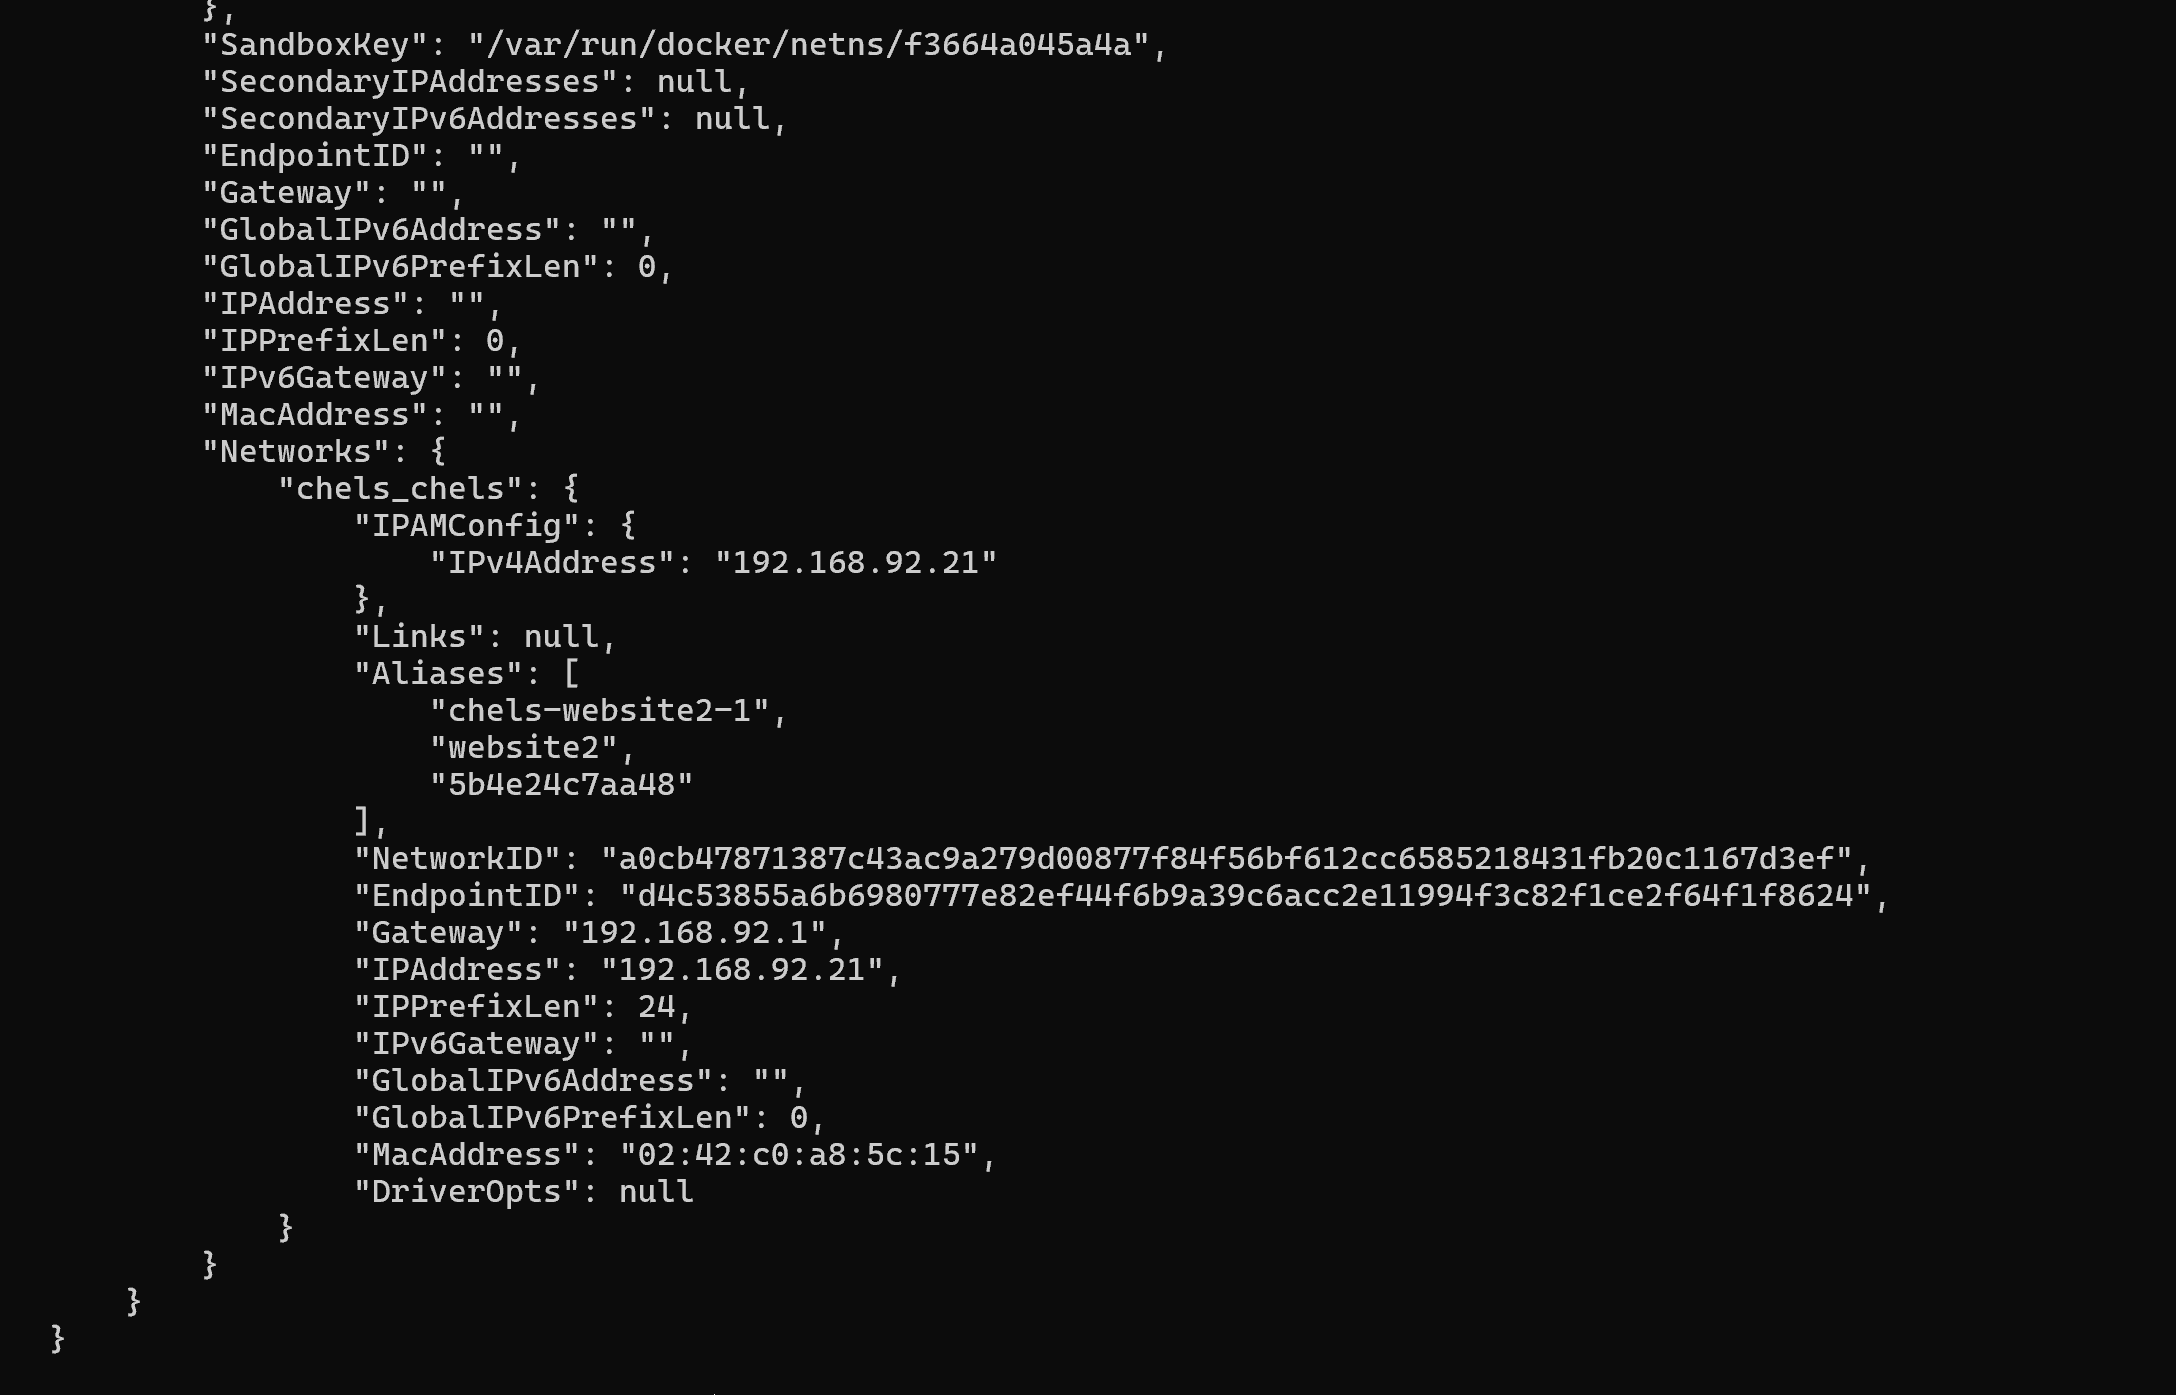 },
"SandboxKey": "/var/run/docker/netns/f3664a045a4a",
"SecondaryIPAddresses": null,
"SecondaryIPv6Addresses": null,
"EndpointID": "",
"Gateway": "",
"GlobalIPv6Address": "",
"GlobalIPv6PrefixLen": 0,
"IPAddress": "",
"IPPrefixLen": 0,
"IPv6Gateway": "",
"MacAddress": "",
"Networks": {
"chels_chels": {
"IPAMConfig": {
"IPv4Address": "192.168.92.21"
},
"Links": null,
"Aliases": [
"chels-website2-1",
"website2",
"5b4e24c7aa48"
],
"NetworkID": "a0cb47871387c43ac9a279d00877f84f56bf612cc6585218431fb20c1167d3ef",
"EndpointID": "d4c53855a6b6980777e82ef44f6b9a39c6acc2e11994f3c82f1ce2f64f1f8624",
"Gateway": "192.168.92.1",
"IPAddress": "192.168.92.21",
"IPPrefixLen": 24,
"IPv6Gateway": "",
"GlobalIPv6Address": "",
"GlobalIPv6PrefixLen": 0,
"MacAddress": "02:42:c0:a8:5c:15",
"DriverOpts": null
}
}
}
}